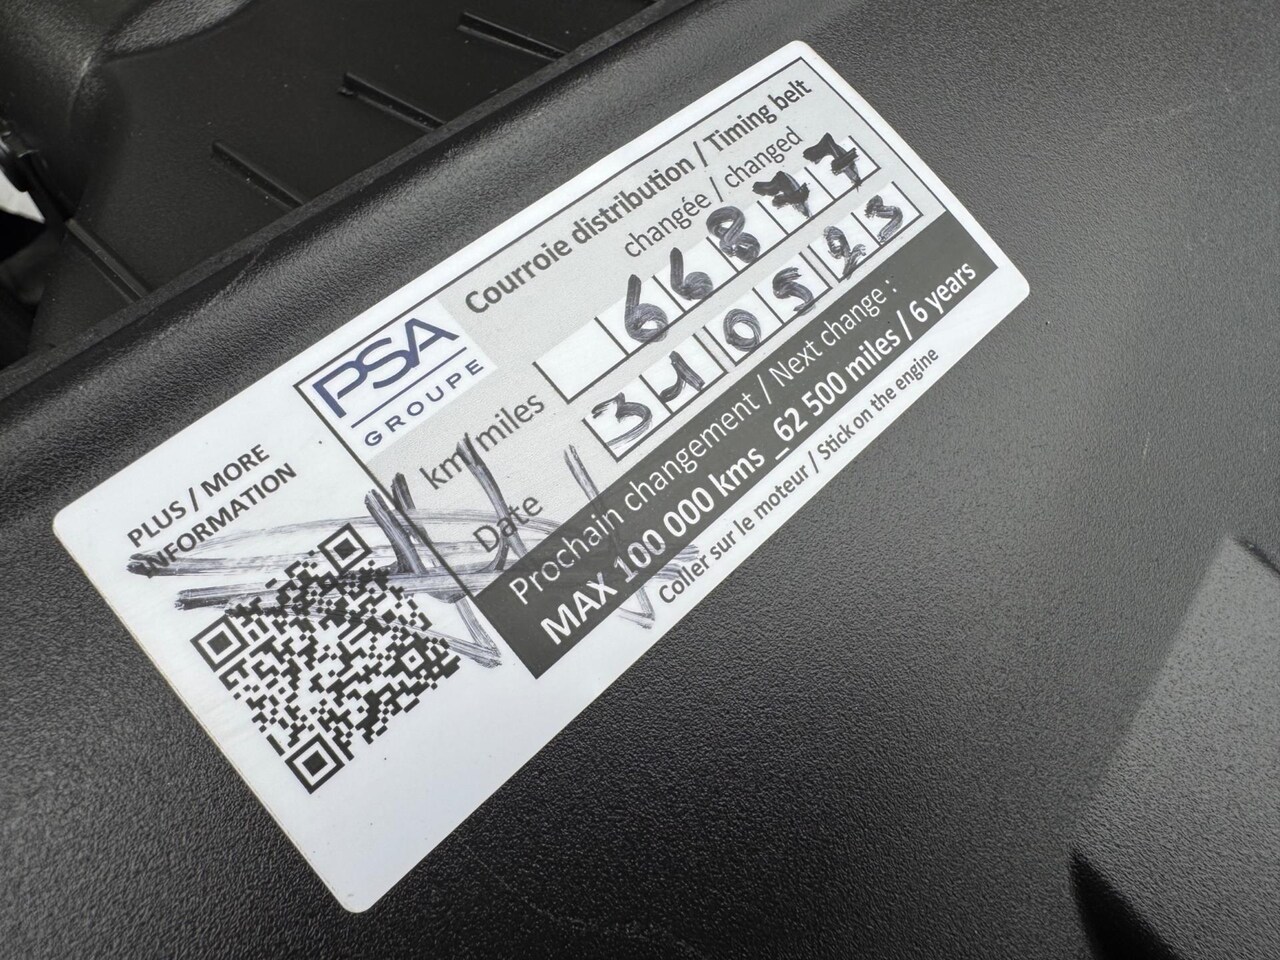 PSA
GROUPE
Courroie distribution / Timing belt
changée / changed
km/miles 66877
Date 310523
Prochain changement / Next change :
MAX 100 000 kms _62 500 miles / 6 years
Coller sur le moteur / Stick on the engine
PLUS / MORE
INFORMATION